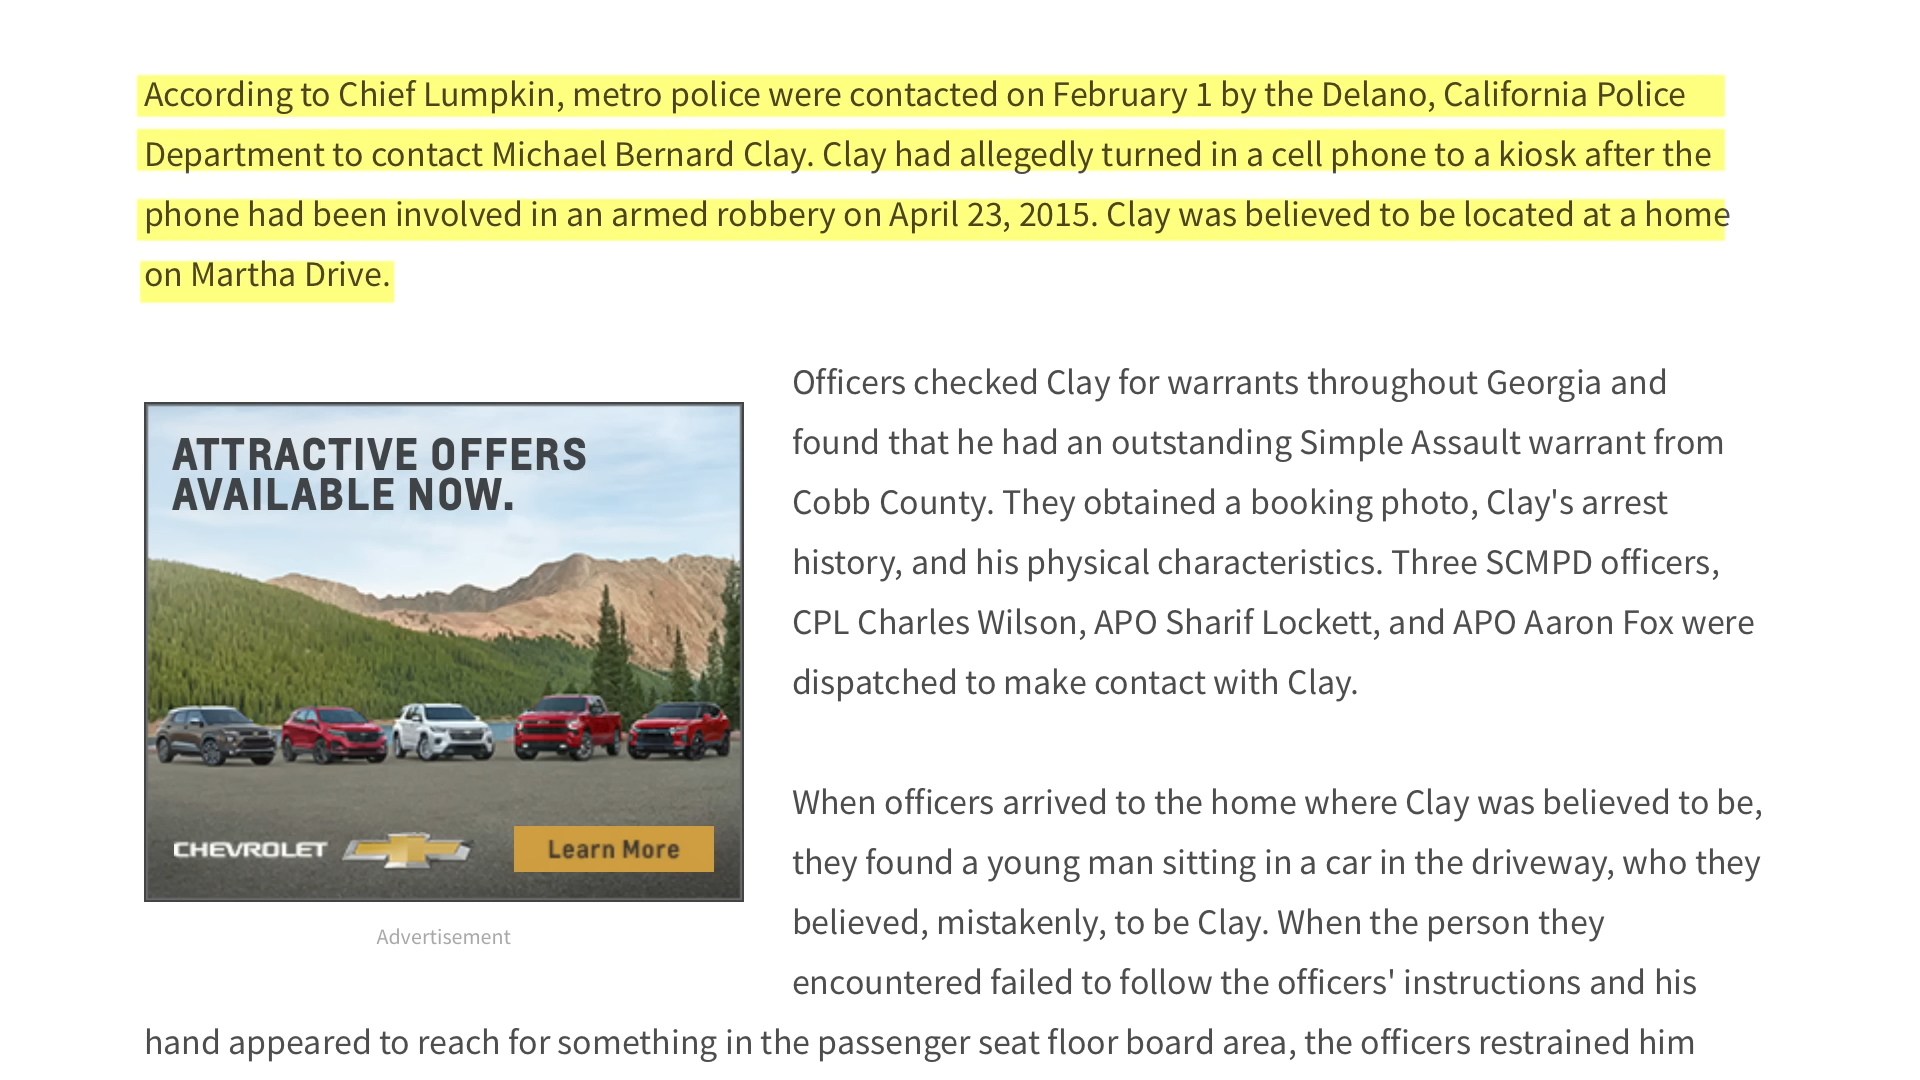 According to Chief Lumpkin, metro police were contacted on February 1 by the Delano, California Police
Department to contact Michael Bernard Clay. Clay had allegedly turned in a cell phone to a kiosk after the
phone had been involved in an armed robbery on April 23, 2015. Clay was believed to be located at a home
on Martha Drive.
ATTRACTIVE OFFERS
AVAILABLE NOW.
CHEVROLET
Learn More
Advertisement
Officers checked Clay for warrants throughout Georgia and
found that he had an outstanding Simple Assault warrant from
Cobb County. They obtained a booking photo, Clay's arrest
history, and his physical characteristics. Three SCMPD officers,
CPL Charles Wilson, APO Sharif Lockett, and APO Aaron Fox were
dispatched to make contact with Clay.
When officers arrived to the home where Clay was believed to be,
they found a young man sitting in a car in the driveway, who they
believed, mistakenly, to be Clay. When the person they
encountered failed to follow the officers' instructions and his
hand appeared to reach for something in the passenger seat floor board area, the officers restrained him